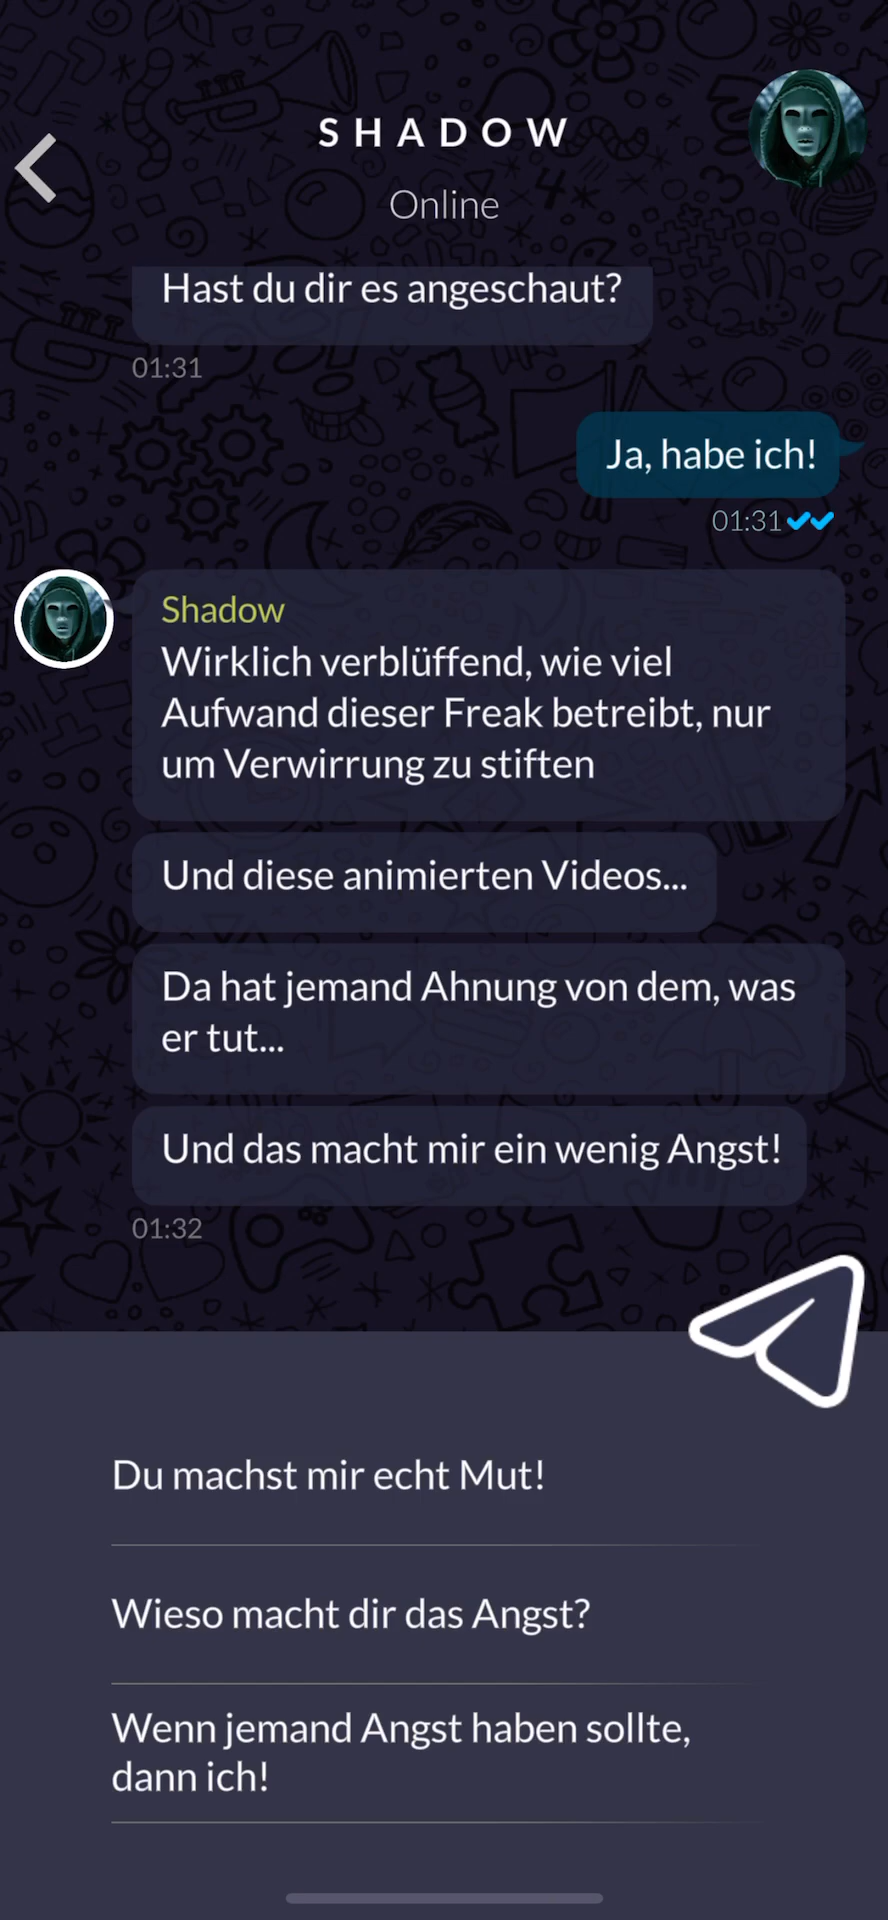 SHADOW
Online
Hast du dir es angeschaut?
01:31
Ja, habe ich!
01:31
Shadow
Wirklich verblüffend, wie viel
Aufwand dieser Freak betreibt, nur
um Verwirrung zu stiften
Und diese animierten Videos...
Da hat jemand Ahnung von dem, was
er tut...
Und das macht mir ein wenig Angst!
01:32
Du machst mir echt Mut!
Wieso macht dir das Angst?
Wenn jemand Angst haben sollte,
dann ich!